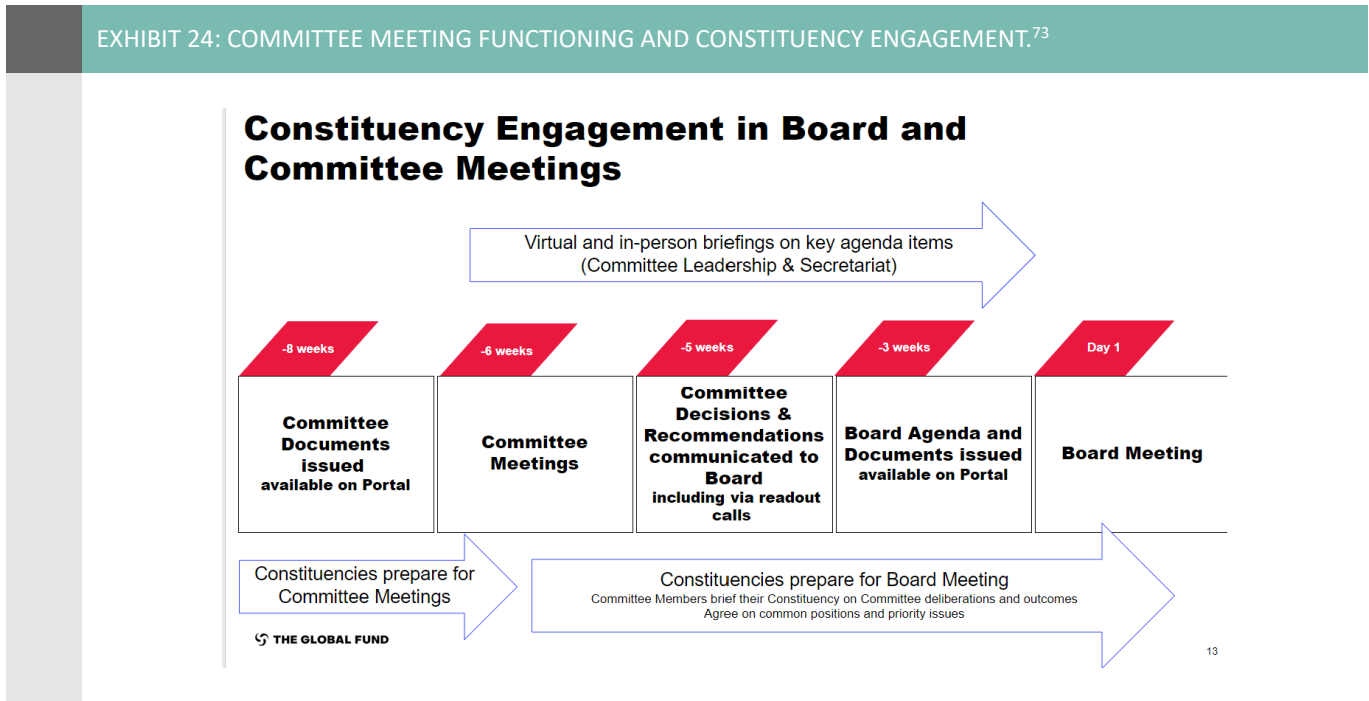 EXHIBIT 24: COMMITTEE MEETING FUNCTIONING AND CONSTITUENCY ENGAGEMENT.73
Constituency Engagement in Board and
Committee Meetings
Virtual and in-person briefings on key agenda items
(Committee Leadership & Secretariat)
-8 weeks
-6 weeks
-5 weeks
-3 weeks
Day 1
Committee
Documents
issued
available on Portal
Committee
Meetings
Committee
Decisions &
Recommendations
communicated to
Board
including via readout
calls
Board Agenda and
Documents issued
available on Portal
Board Meeting
Constituencies prepare for
Committee Meetings
Constituencies prepare for Board Meeting
Committee Members brief their Constituency on Committee deliberations and outcomes
Agree on common positions and priority issues
THE GLOBAL FUND
13